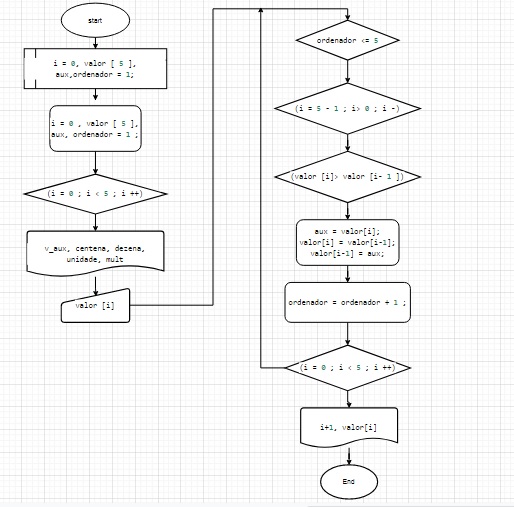 start
i = 0, valor [ 5 ],
aux,ordenador = 1;
i = 0 , valor [ 5 ],
aux, ordenador = 1 ;
(i = 0 ; i < 5 ; i ++)
v_aux, centena, dezena,
unidade, mult
valor [i]
ordenador <= 5
(i = 5 - 1 ; i> 0 ; i -)
(valor [i]> valor [i- 1 ])
aux = valor[i];
valor[i] = valor[i-1];
valor[i-1] = aux;
ordenador = ordenador + 1 ;
(i = 0 ; i < 5 ; i ++)
i+1, valor[i]
End